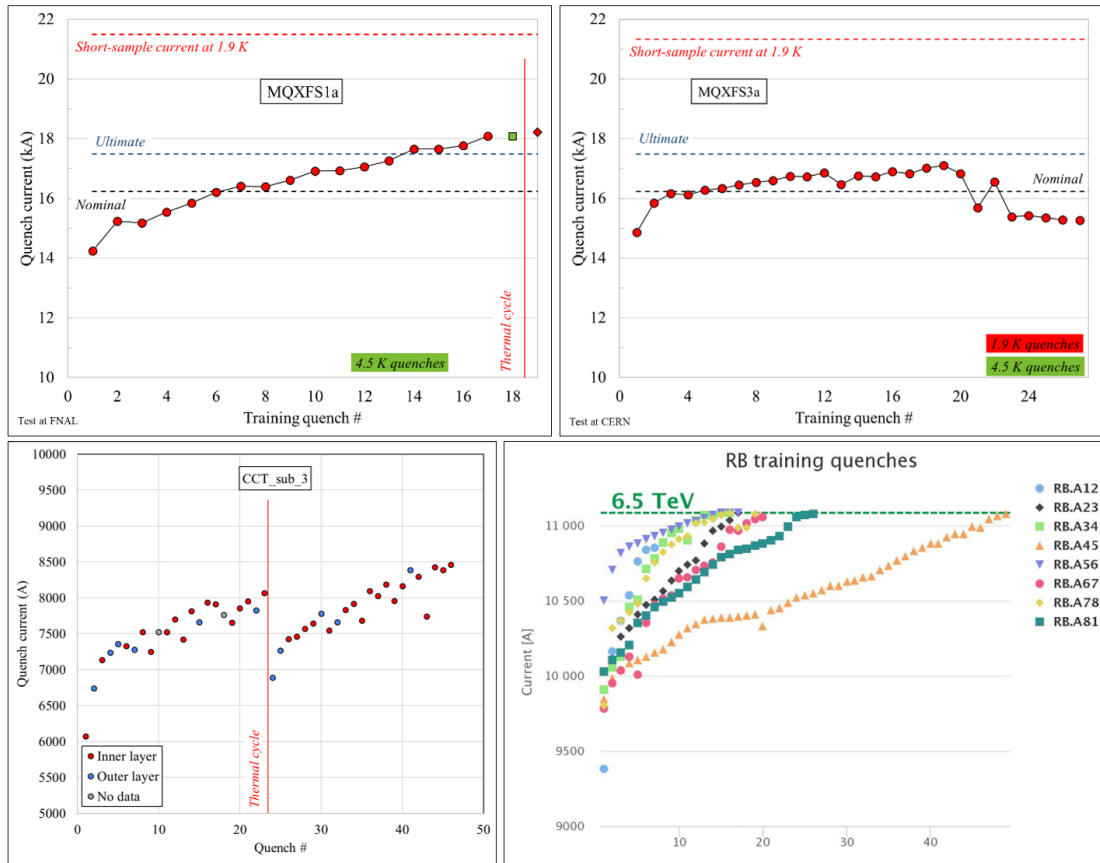 22
20
18
16
14
12
10
Quench current (kA)
Short-sample current at 1.9 K
MQXFS1a
Ultimate
Nominal
4.5 K quenches
Thermal cycle
0 2 4 6 8 10 12 14 16 18
Training quench #
Test at FNAL
22
20
18
16
14
12
10
Quench current (kA)
Short-sample current at 1.9 K
MQXFS3a
Ultimate
Nominal
1.9 K quenches
4.5 K quenches
0 2 4 6 8 10 12 14 16 18 20 22 24
Training quench #
Test at CERN
10000
9500
9000
8500
8000
7500
7000
6500
6000
5500
5000
Quench current (A)
CCT_sub_3
Thermal cycle
Inner layer
Outer layer
No data
0 10 20 30 40 50
Quench #
RB training quenches
6.5 TeV
11 000
10 500
10 000
9500
9000
Current [A]
10 20 30 40
RB.A12
RB.A23
RB.A34
RB.A45
RB.A56
RB.A67
RB.A78
RB.A81